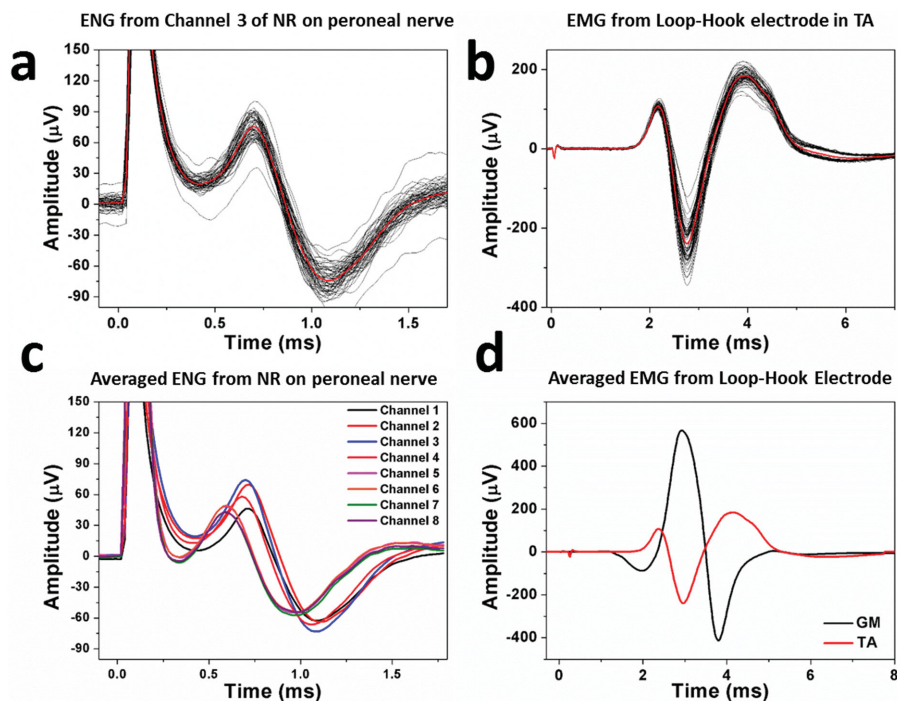 ENG from Channel 3 of NR on peroneal nerve
a
150
120
90
60
30
0
-30
-60
-90
Amplitude (μV)
0.0 0.5 1.0 1.5
Time (ms)
EMG from Loop-Hook electrode in TA
b
200
0
-200
-400
Amplitude (μV)
0 2 4 6
Time (ms)
c
Averaged ENG from NR on peroneal nerve
150
120
90
60
30
0
-30
-60
-90
Amplitude (μV)
Channel 1
Channel 2
Channel 3
Channel 4
Channel 5
Channel 6
Channel 7
Channel 8
0.0 0.5 1.0 1.5
Time (ms)
d
Averaged EMG from Loop-Hook Electrode
600
400
200
0
-200
-400
Amplitude (μV)
GM
TA
0 2 4 6 8
Time (ms)